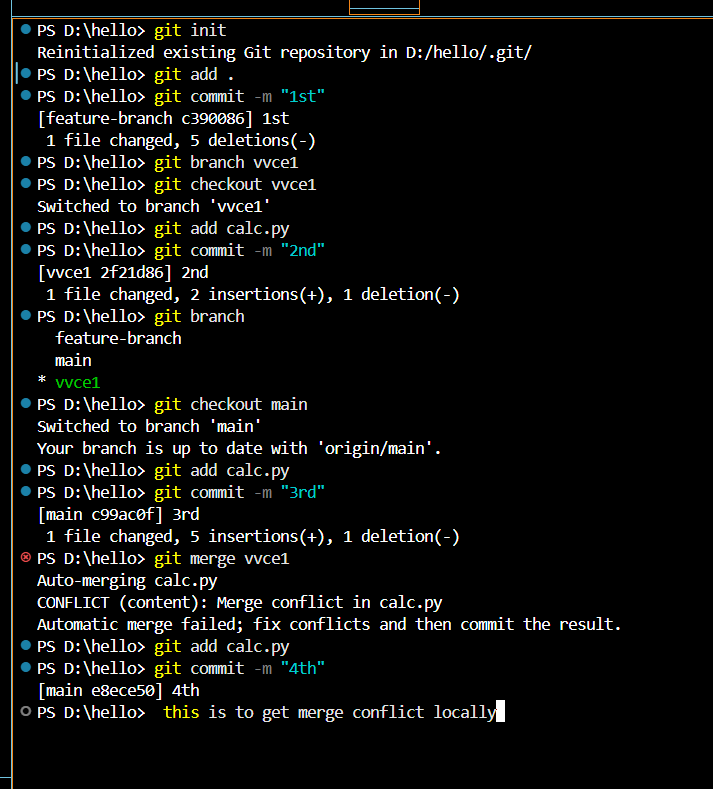 PS D:\hello> git init
Reinitialized existing Git repository in D:/hello/.git/
PS D:\hello> git add .
PS D:\hello> git commit -m "1st"
[feature-branch c390086] 1st
 1 file changed, 5 deletions(-)
PS D:\hello> git branch vvce1
PS D:\hello> git checkout vvce1
Switched to branch 'vvce1'
PS D:\hello> git add calc.py
PS D:\hello> git commit -m "2nd"
[vvce1 2f21d86] 2nd
 1 file changed, 2 insertions(+), 1 deletion(-)
PS D:\hello> git branch
  feature-branch
  main
* vvce1
PS D:\hello> git checkout main
Switched to branch 'main'
Your branch is up to date with 'origin/main'.
PS D:\hello> git add calc.py
PS D:\hello> git commit -m "3rd"
[main c99ac0f] 3rd
 1 file changed, 5 insertions(+), 1 deletion(-)
PS D:\hello> git merge vvce1
Auto-merging calc.py
CONFLICT (content): Merge conflict in calc.py
Automatic merge failed; fix conflicts and then commit the result.
PS D:\hello> git add calc.py
PS D:\hello> git commit -m "4th"
[main e8ece50] 4th
PS D:\hello>  this is to get merge conflict locally